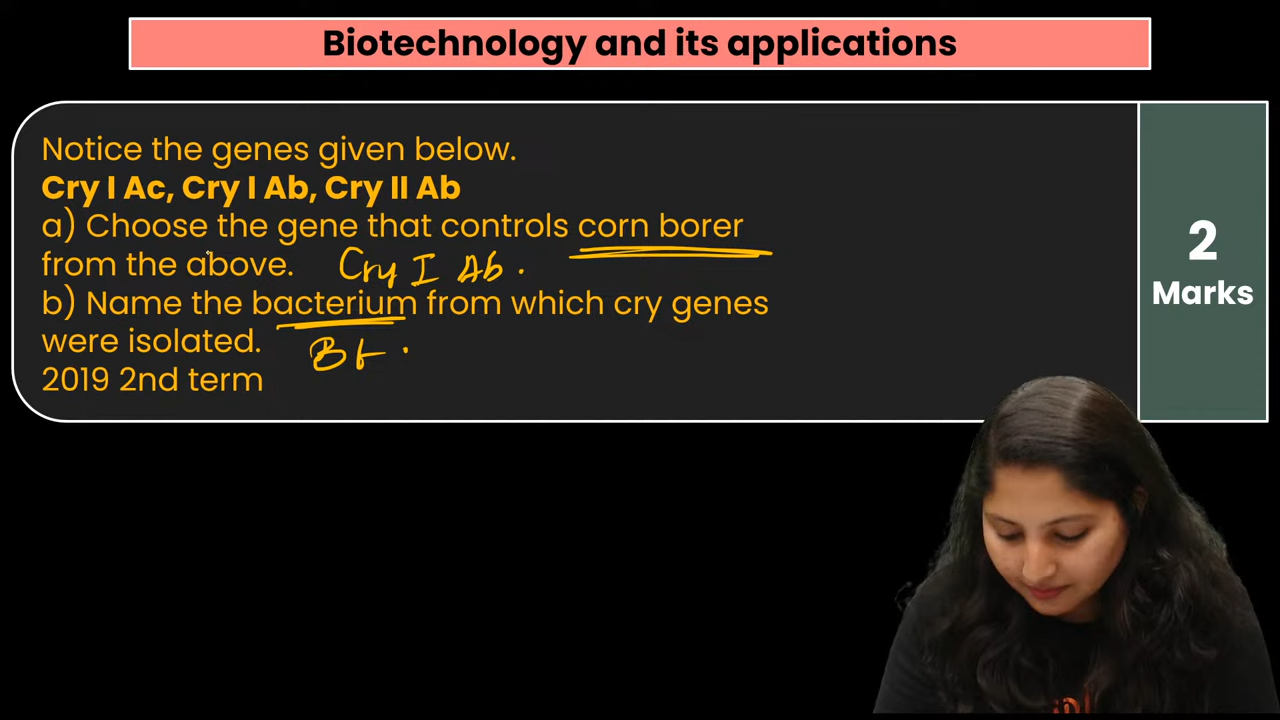 Biotechnology and its applications
Notice the genes given below.
Cry I Ac, Cry I Ab, Cry II Ab
a) Choose the gene that controls corn borer
from the above. Cry I Ab.
b) Name the bacterium from which cry genes
were isolated. Bt.
2019 2nd term
2
Marks